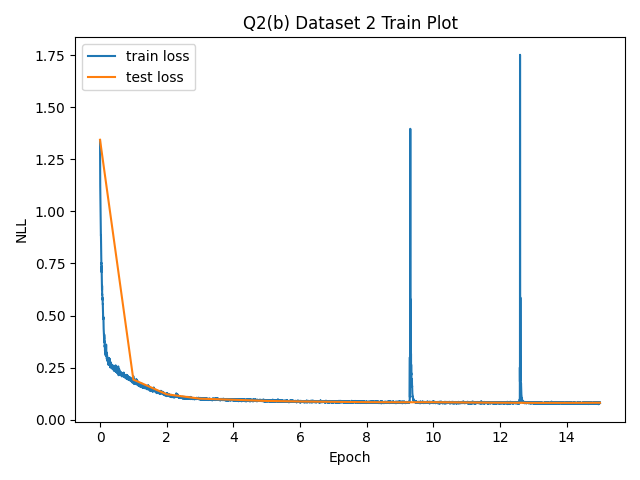 Q2(b) Dataset 2 Train Plot
train loss
test loss
1.75
1.50
1.25
1.00
0.75
0.50
0.25
0.00
NLL
0 2 4 6 8 10 12 14
Epoch